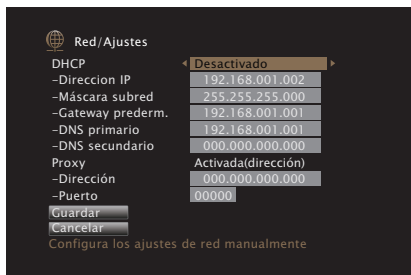 Red/Ajustes
DHCP Desactivado
-Direccion IP 192.168.001.002
-Máscara subred 255.255.255.000
-Gateway prederm. 192.168.001.001
-DNS primario 192.168.001.001
-DNS secundario 000.000.000.000
Proxy Activada(dirección)
-Dirección 000.000.000.000
-Puerto 00000
Guardar
Cancelar
Configura los ajustes de red manualmente